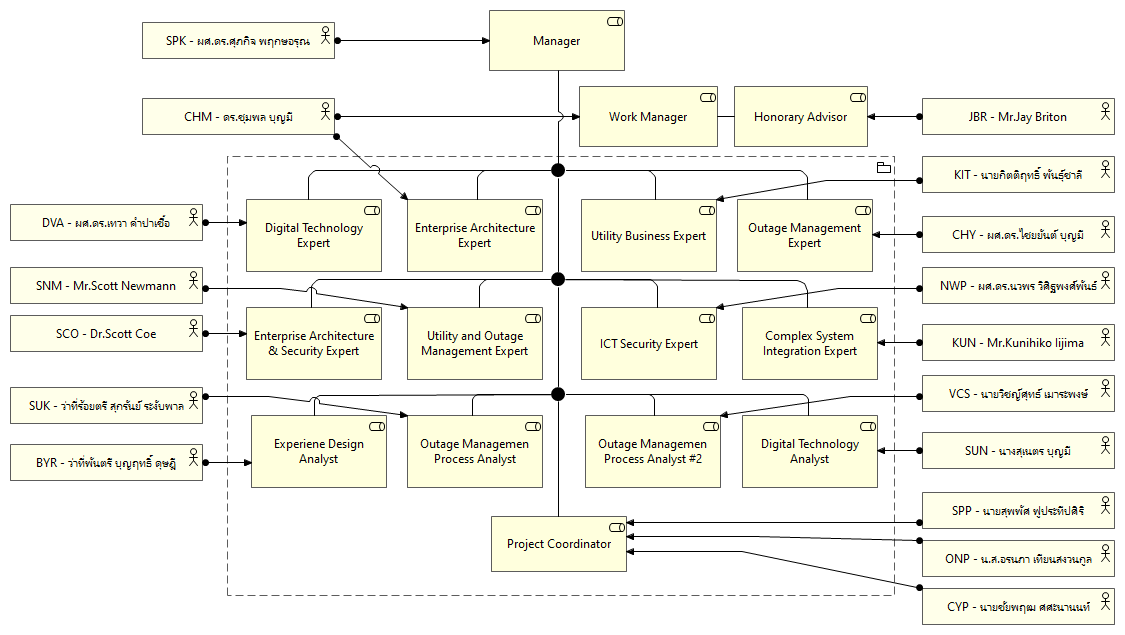 SPK - ผศ.ดร.ศุภกิจ พฤกษอรุณ
Manager
CHM - ดร.ชุมพล บุญมี
Work Manager
Honorary Advisor
JBR - Mr.Jay Briton
KIT - นายกิตติฤทธิ์ พันธุ์ชาลี
DVA - ผศ.ดร.เทวา คำปาเชื้อ
Digital Technology
Expert
Enterprise Architecture
Expert
Utility Business Expert
Outage Management
Expert
CHY - ผศ.ดร.ไชยยันต์ บุญมี
SNM - Mr.Scott Newmann
NWP - ผศ.ดร.นวพร วิศิฐพงศ์พันธ์
SCO - Dr.Scott Coe
Enterprise Architecture
& Security Expert
Utility and Outage
Management Expert
ICT Security Expert
Complex System
Integration Expert
KUN - Mr.Kunihiko Iijima
SUK - ว่าที่ร้อยตรี สุกรันย์ ระงับพาล
VCS - นายวิชญ์สุทธ์ เมาระพงษ์
BYR - ว่าที่พันตรี บุญฤทธิ์ ดุษฎี
Experiene Design
Analyst
Outage Managemen
Process Analyst
Outage Managemen
Process Analyst #2
Digital Technology
Analyst
SUN - นางสุเนตร บุญมี
SPP - นายสุพพัศ ฟูประทีปศิริ
Project Coordinator
ONP - น.ส.อรนภา เทียนสงวนกูล
CYP - นายชัยพฤฒ ศศะนานนท์